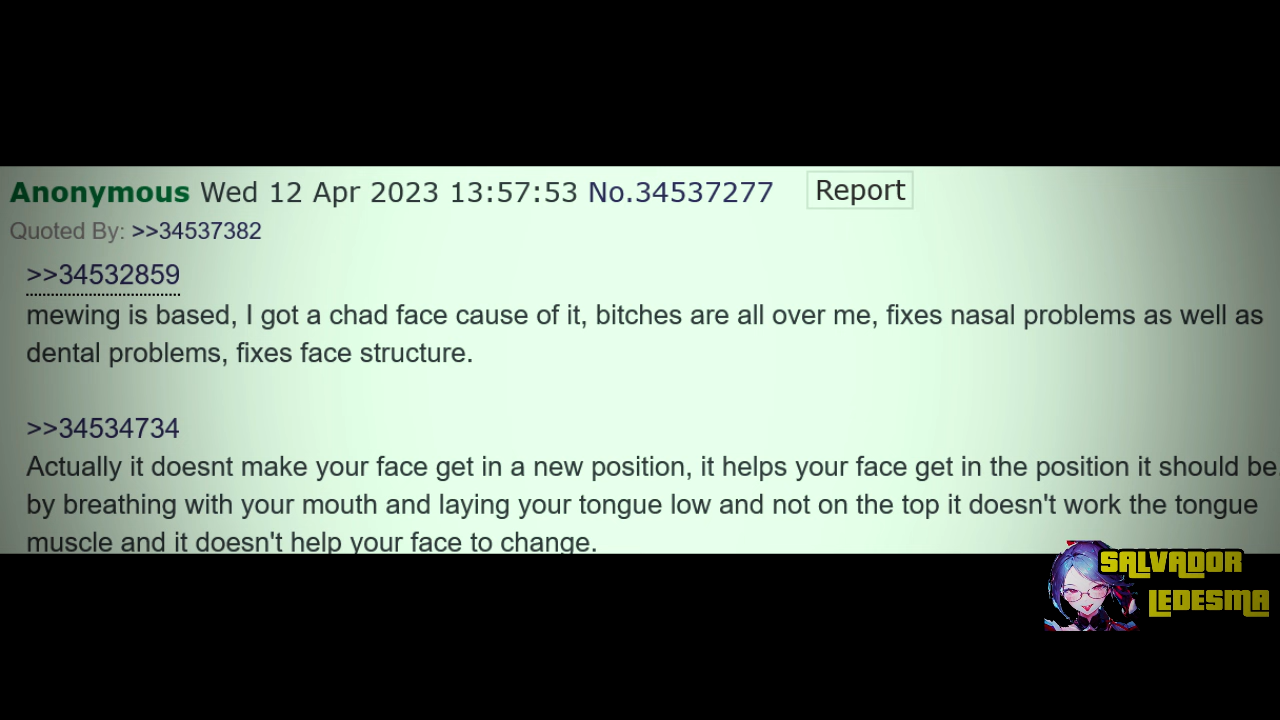 Anonymous Wed 12 Apr 2023 13:57:53 No.34537277 Report
Quoted By: >>34537382
>>34532859
mewing is based, I got a chad face cause of it, bitches are all over me, fixes nasal problems as well as
dental problems, fixes face structure.
>>34534734
Actually it doesnt make your face get in a new position, it helps your face get in the position it should be
by breathing with your mouth and laying your tongue low and not on the top it doesn't work the tongue
muscle and it doesn't help your face to change.
SALVADOR
LEDESMA